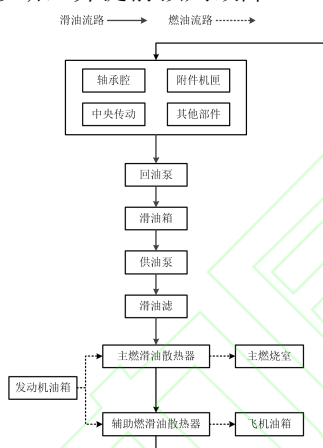 滑油流路 燃油流路
轴承腔 附件机匣
中央传动 其他部件
回油泵
滑油箱
供油泵
滑油滤
主燃滑油散热器 主燃烧室
发动机油箱
辅助燃滑油散热器 飞机油箱